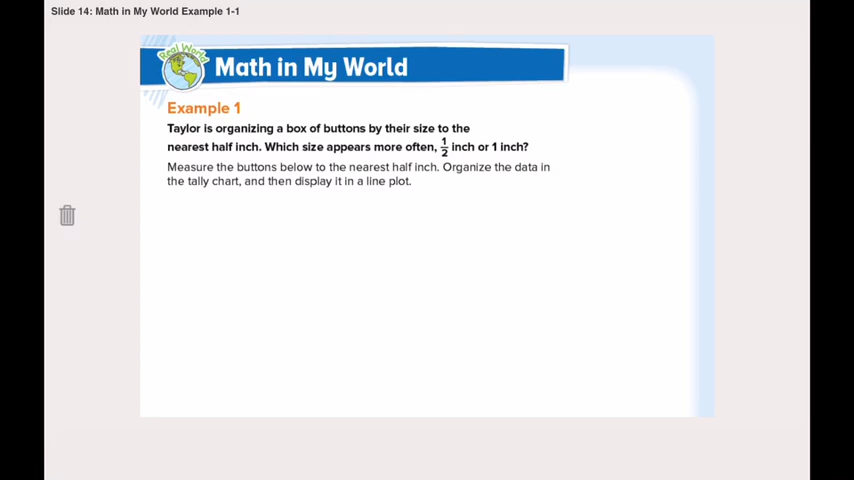 Slide 14: Math in My World Example 1-1
Real World
Math in My World
Example 1
Taylor is organizing a box of buttons by their size to the
nearest half inch. Which size appears more often, 1/2 inch or 1 inch?
Measure the buttons below to the nearest half inch. Organize the data in
the tally chart, and then display it in a line plot.